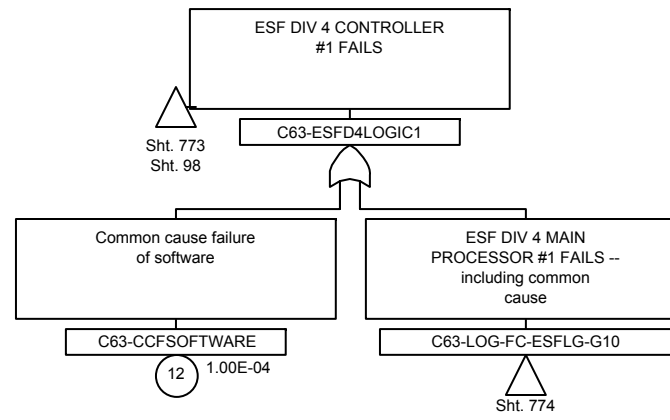 ESF DIV 4 CONTROLLER
#1 FAILS
Sht. 773
Sht. 98
C63-ESFD4LOGIC1
Common cause failure
of software
C63-CCFSOFTWARE
12
1.00E-04
ESF DIV 4 MAIN
PROCESSOR #1 FAILS --
including common
cause
C63-LOG-FC-ESFLG-G10
Sht. 774